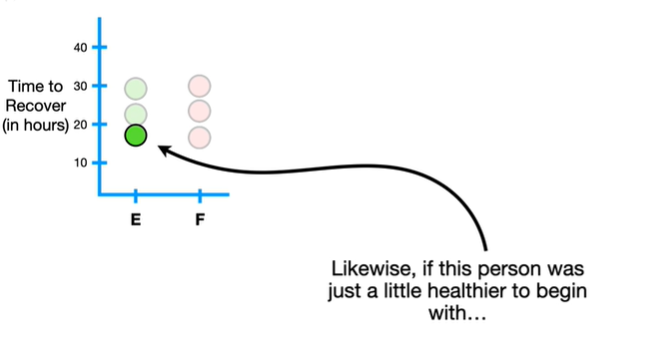 40
Time to 30
Recover
(in hours) 20
10
E F
Likewise, if this person was
just a little healthier to begin
with...